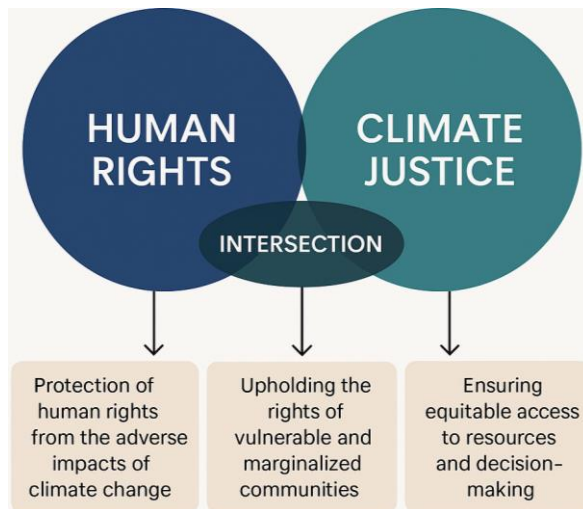 HUMAN
RIGHTS
CLIMATE
JUSTICE
INTERSECTION
Protection of
human rights
from the adverse
impacts of
climate change
Upholding the
rights of
vulnerable and
marginalized
communities
Ensuring
equitable access
to resources
and decision-
making